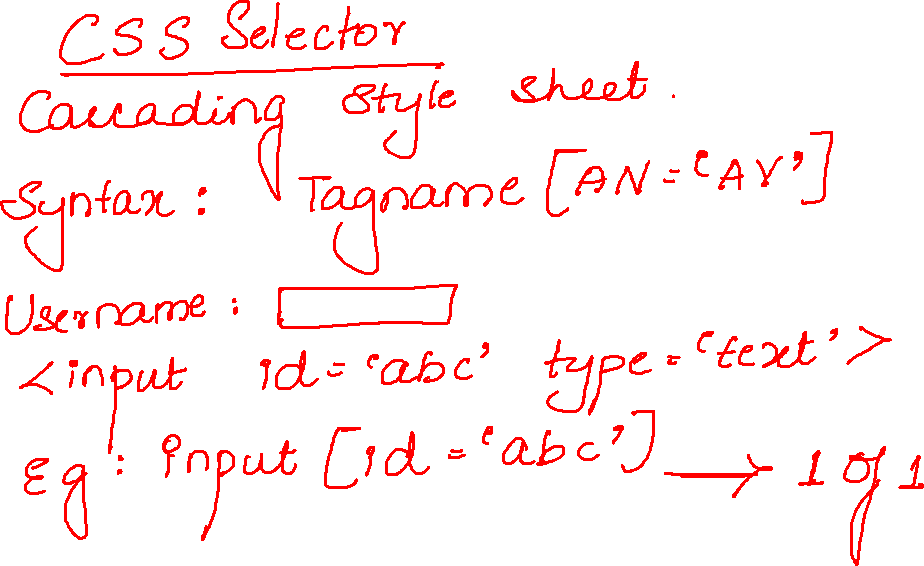 CSS Selector
Cascading Style sheet.
Syntax : Tagname [AN='AV']
Username :
<input id='abc' type='text'>
Eg : input [id='abc'] → 1 of 1